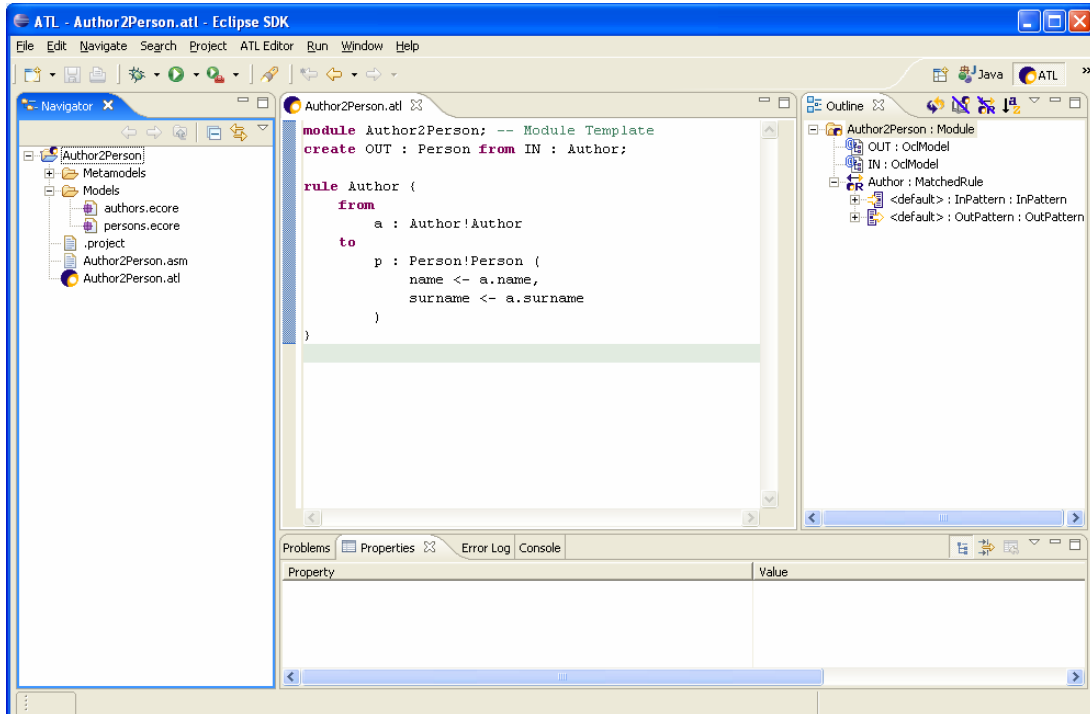 ATL - Author2Person.atl - Eclipse SDK
File Edit Navigate Search Project ATL Editor Run Window Help
Java ATL »
Navigator
Author2Person
Metamodels
Models
authors.ecore
persons.ecore
.project
Author2Person.asm
Author2Person.atl
Author2Person.atl
module Author2Person; -- Module Template
create OUT : Person from IN : Author;
rule Author {
from
a : Author!Author
to
p : Person!Person (
name <- a.name,
surname <- a.surname
)
}
Outline
Author2Person : Module
OUT : OclModel
IN : OclModel
Author : MatchedRule
<default> : InPattern : InPattern
<default> : OutPattern : OutPattern
Problems Properties Error Log Console
Property Value